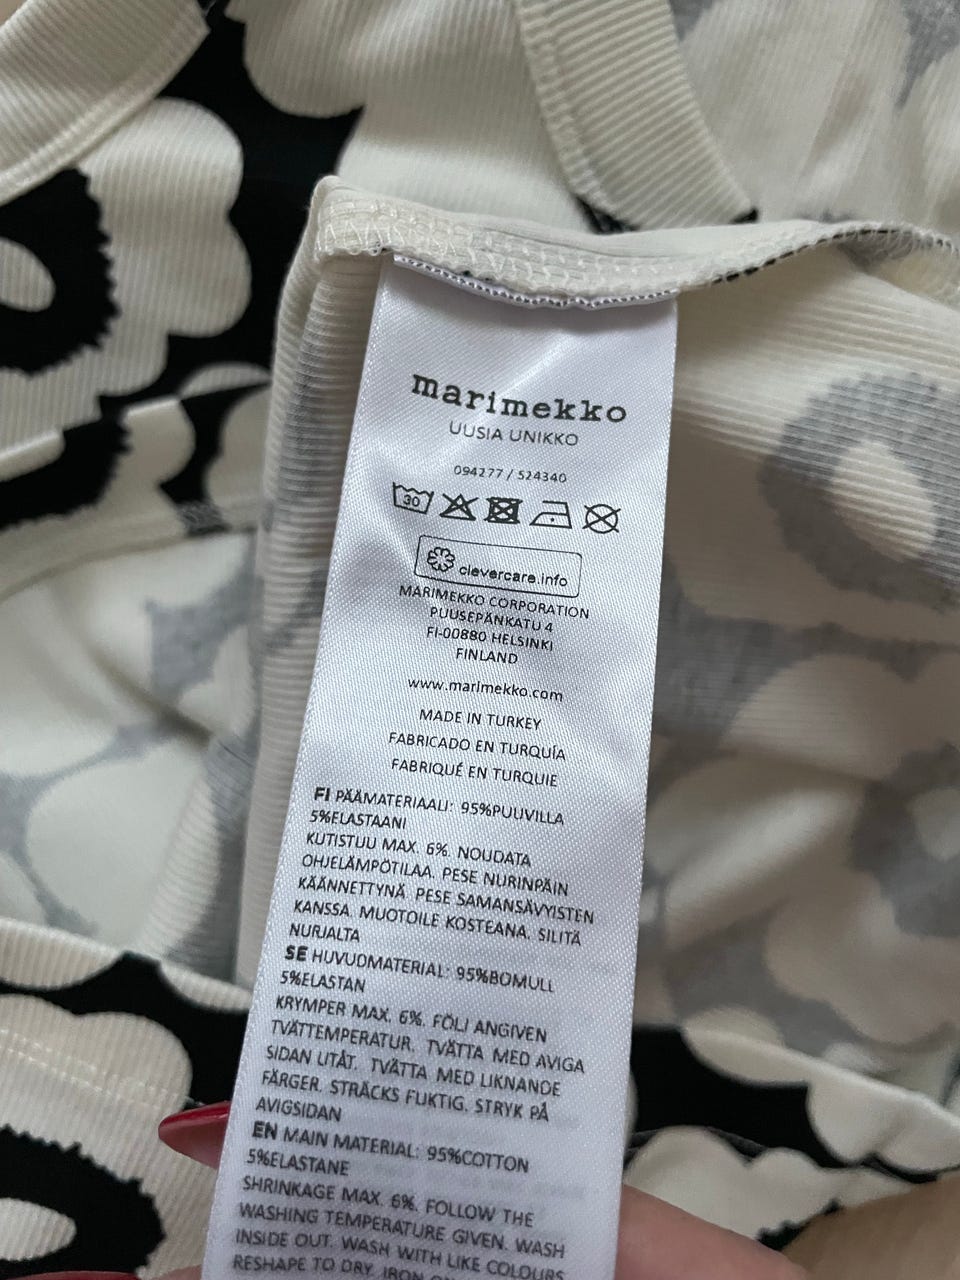 marimekko
UUSIA UNIKKO
094277 / 524340
30
clevercare.info
MARIMEKKO CORPORATION
PUUSEPÄNKATU 4
FI-00880 HELSINKI
FINLAND
www.marimekko.com
MADE IN TURKEY
FABRICADO EN TURQUÍA
FABRIQUÉ EN TURQUIE
FI PÄÄMATERIAALI: 95%PUUVILLA
5%ELASTAANI
KUTISTUU MAX. 6%. NOUDATA
OHJELÄMPÖTILAA. PESE NURINPÄIN
KÄÄNNETTYNÄ. PESE SAMANSÄVYISTEN
KANSSA. MUOTOILE KOSTEANA. SILITÄ
NURJALTA
SE HUVUDMATERIAL: 95%BOMULL
5%ELASTAN
KRYMPER MAX. 6%. FÖLJ ANGIVEN
TVÄTTEMPERATUR. TVÄTTA MED AVIGA
SIDAN UTÅT. TVÄTTA MED LIKNANDE
FÄRGER. STRÄCKS FUKTIG. STRYK PÅ
AVIGSIDAN
EN MAIN MATERIAL: 95%COTTON
5%ELASTANE
SHRINKAGE MAX. 6%. FOLLOW THE
WASHING TEMPERATURE GIVEN. WASH
INSIDE OUT. WASH WITH LIKE COLOURS.
RESHAPE TO DRY. IRON